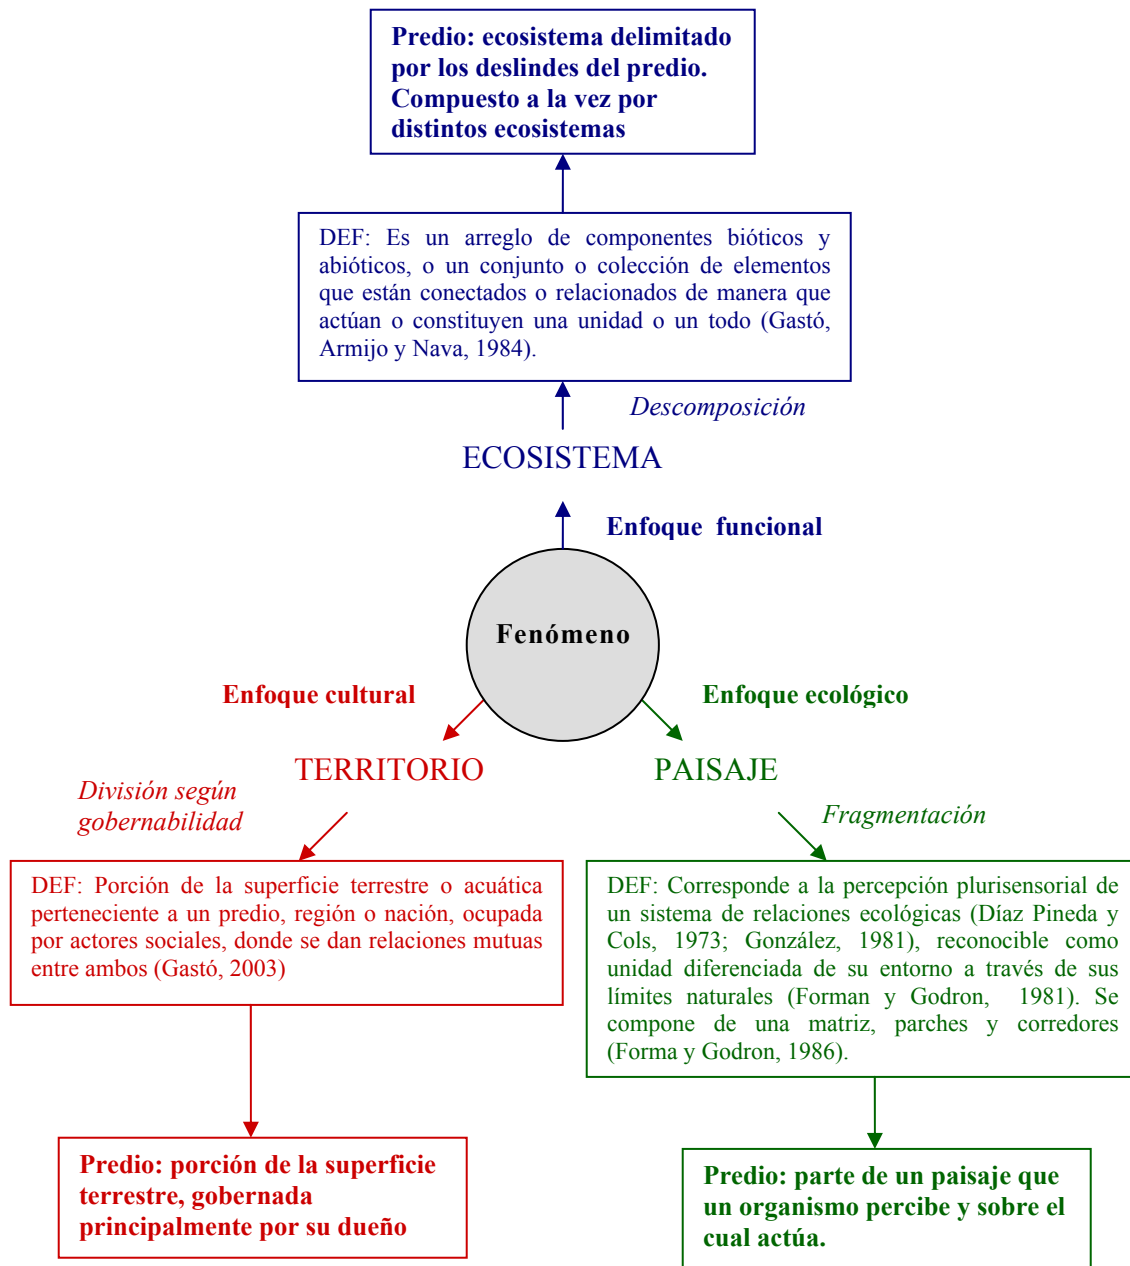 Predio: ecosistema delimitado
por los deslindes del predio.
Compuesto a la vez por
distintos ecosistemas
DEF: Es un arreglo de componentes bióticos y
abióticos, o un conjunto o colección de elementos
que están conectados o relacionados de manera que
actúan o constituyen una unidad o un todo (Gastó,
Armijo y Nava, 1984).
Descomposición
ECOSISTEMA
Enfoque funcional
Fenómeno
Enfoque cultural
TERRITORIO
División según
gobernabilidad
DEF: Porción de la superficie terrestre o acuática
perteneciente a un predio, región o nación, ocupada
por actores sociales, donde se dan relaciones mutuas
entre ambos (Gastó, 2003)
Predio: porción de la superficie
terrestre, gobernada
principalmente por su dueño
Enfoque ecológico
PAISAJE
Fragmentación
DEF: Corresponde a la percepción plurisensorial de
un sistema de relaciones ecológicas (Díaz Pineda y
Cols, 1973; González, 1981), reconocible como
unidad diferenciada de su entorno a través de sus
límites naturales (Forman y Godron, 1981). Se
compone de una matriz, parches y corredores
(Forma y Godron, 1986).
Predio: parte de un paisaje que
un organismo percibe y sobre el
cual actúa.